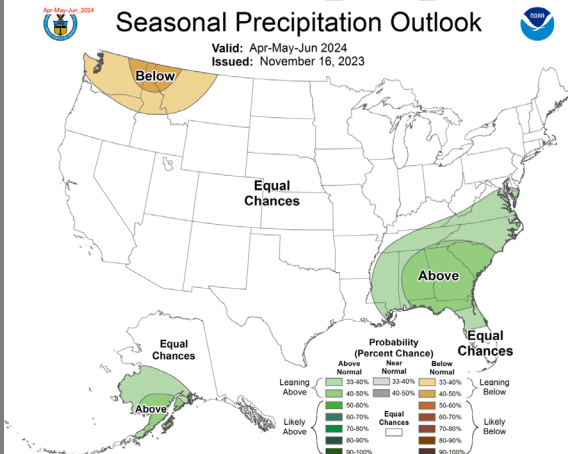 Apr-May-Jun_2024
Seasonal Precipitation Outlook
NOAA
Valid: Apr-May-Jun 2024
Issued: November 16, 2023
Below
Equal
Chances
Above
Equal
Chances
Equal
Chances
Above
Probability
(Percent Chance)
Above
Normal
Near
Normal
Below
Normal
Leaning
Above
33-40%
40-50%
33-40%
40-50%
33-40%
40-50%
Leaning
Below
Likely
Above
50-60%
60-70%
70-80%
80-90%
90-100%
Equal
Chances
50-60%
60-70%
70-80%
80-90%
90-100%
Likely
Below